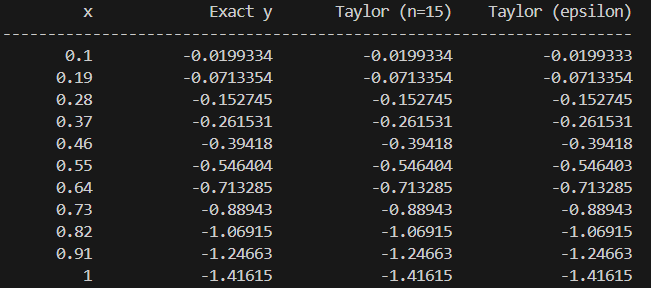 x Exact y Taylor (n=15) Taylor (epsilon)
----------------------------------------------------------------------
0.1 -0.0199334 -0.0199334 -0.0199333
0.19 -0.0713354 -0.0713354 -0.0713354
0.28 -0.152745 -0.152745 -0.152745
0.37 -0.261531 -0.261531 -0.261531
0.46 -0.39418 -0.39418 -0.39418
0.55 -0.546404 -0.546404 -0.546403
0.64 -0.713285 -0.713285 -0.713285
0.73 -0.88943 -0.88943 -0.88943
0.82 -1.06915 -1.06915 -1.06915
0.91 -1.24663 -1.24663 -1.24663
1 -1.41615 -1.41615 -1.41615